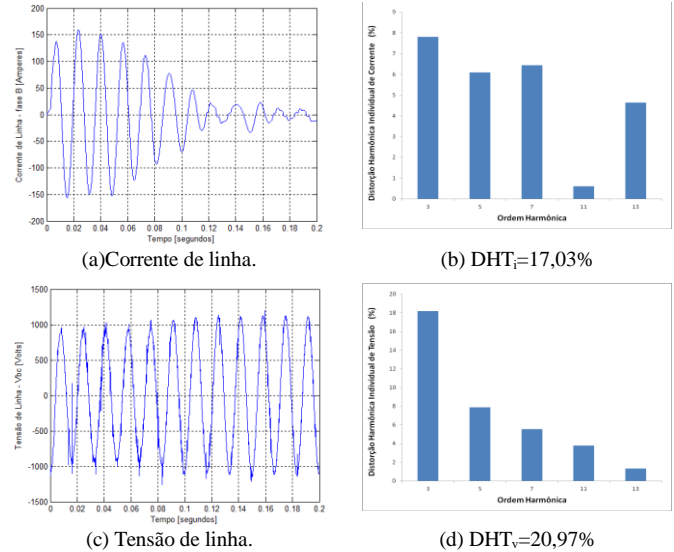 Corrente de Linha - fase B [Amperes]
200
150
100
50
0
-50
-100
-150
-200
0 0.02 0.04 0.06 0.08 0.1 0.12 0.14 0.16 0.18 0.2
Tempo [segundos]
(a)Corrente de linha.
Distorção Harmônica Individual de Corrente (%)
9
8
7
6
5
4
3
2
1
0
3 5 7 11 13
Ordem Harmônica
(b) DHTi=17,03%
Tensão de Linha - Vbc [Volts]
1500
1000
500
0
-500
-1000
-1500
0 0.02 0.04 0.06 0.08 0.1 0.12 0.14 0.16 0.18 0.2
Tempo [segundos]
(c) Tensão de linha.
Distorção Harmônica Individual de Tensão (%)
20
18
16
14
12
10
8
6
4
2
0
3 5 7 11 13
Ordem Harmônica
(d) DHTv=20,97%